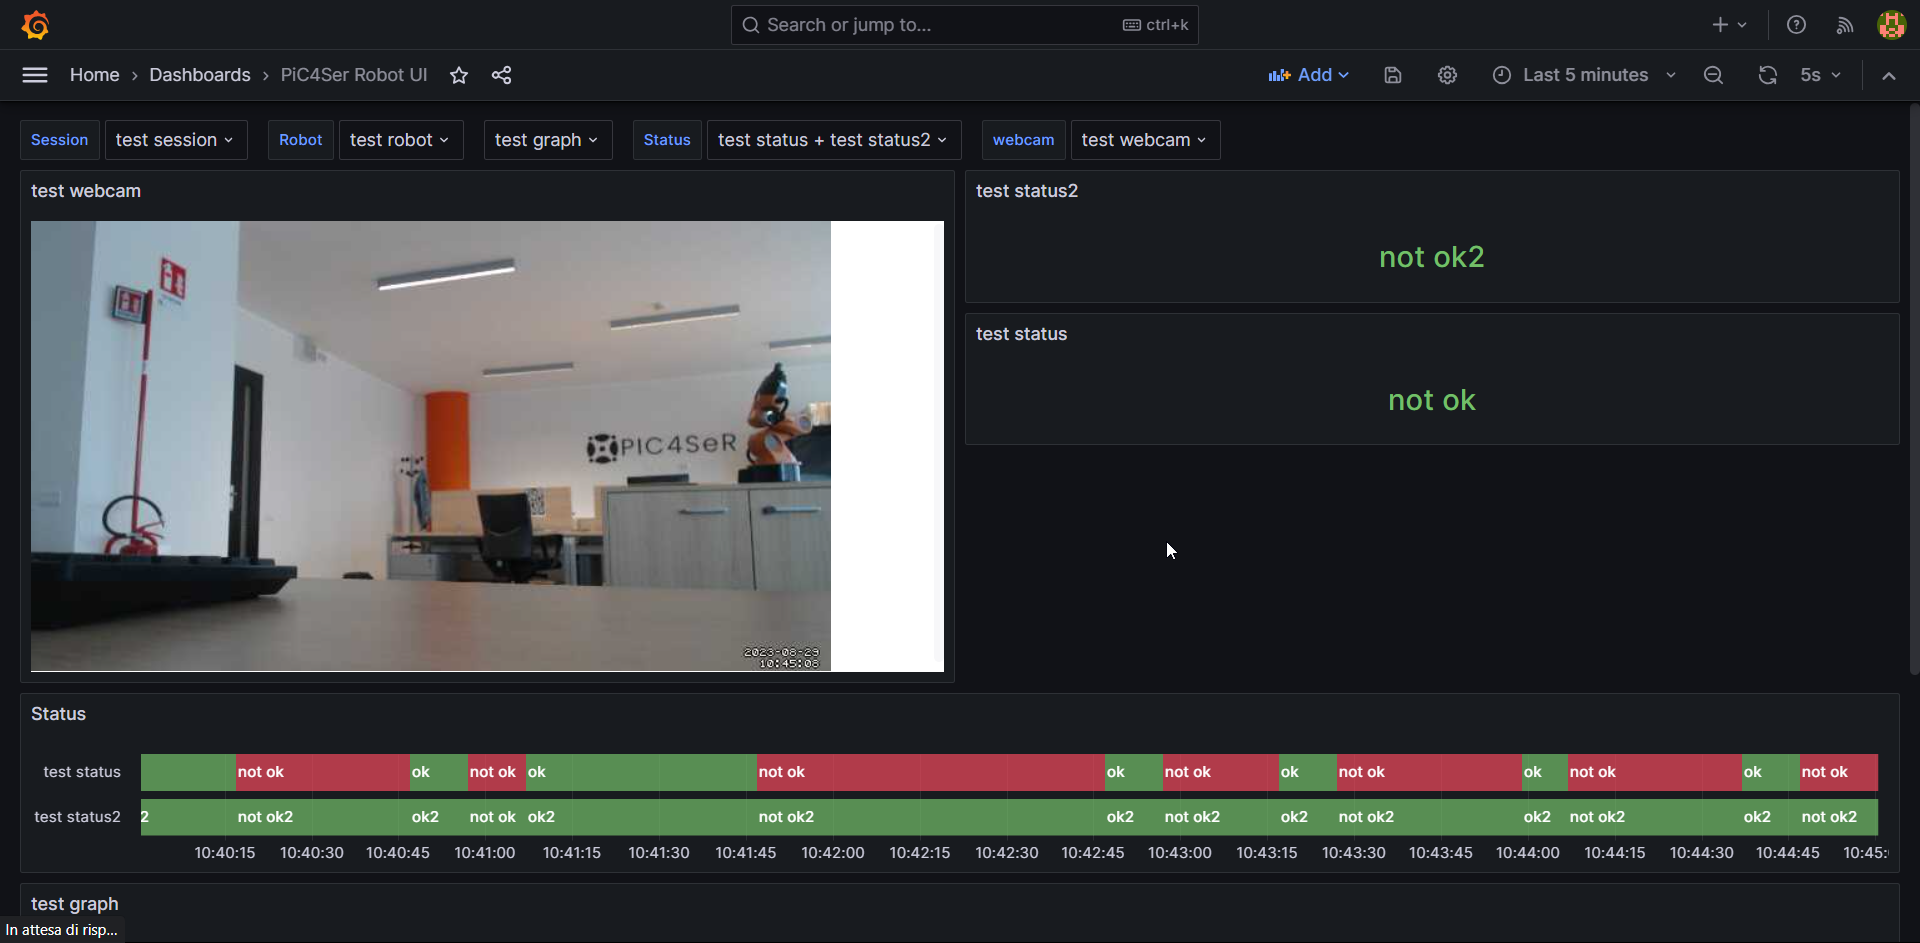 Search or jump to...
ctrl+k
Home › Dashboards › PiC4Ser Robot UI
Add
Last 5 minutes
5s
Session
test session
Robot
test robot
test graph
Status
test status + test status2
webcam
test webcam
test webcam
PIC4SeR
2023-08-29
10:45:08
test status2
not ok2
test status
not ok
Status
test status
not ok
ok
not ok
ok
not ok
ok
not ok
ok
not ok
ok
not ok
ok
not ok
test status2
2
not ok2
ok2
not ok
ok2
not ok2
ok2
not ok2
ok2
not ok2
ok2
not ok2
ok2
not ok2
10:40:15 10:40:30 10:40:45 10:41:00 10:41:15 10:41:30 10:41:45 10:42:00 10:42:15 10:42:30 10:42:45 10:43:00 10:43:15 10:43:30 10:43:45 10:44:00 10:44:15 10:44:30 10:44:45 10:45:
test graph
In attesa di risp...